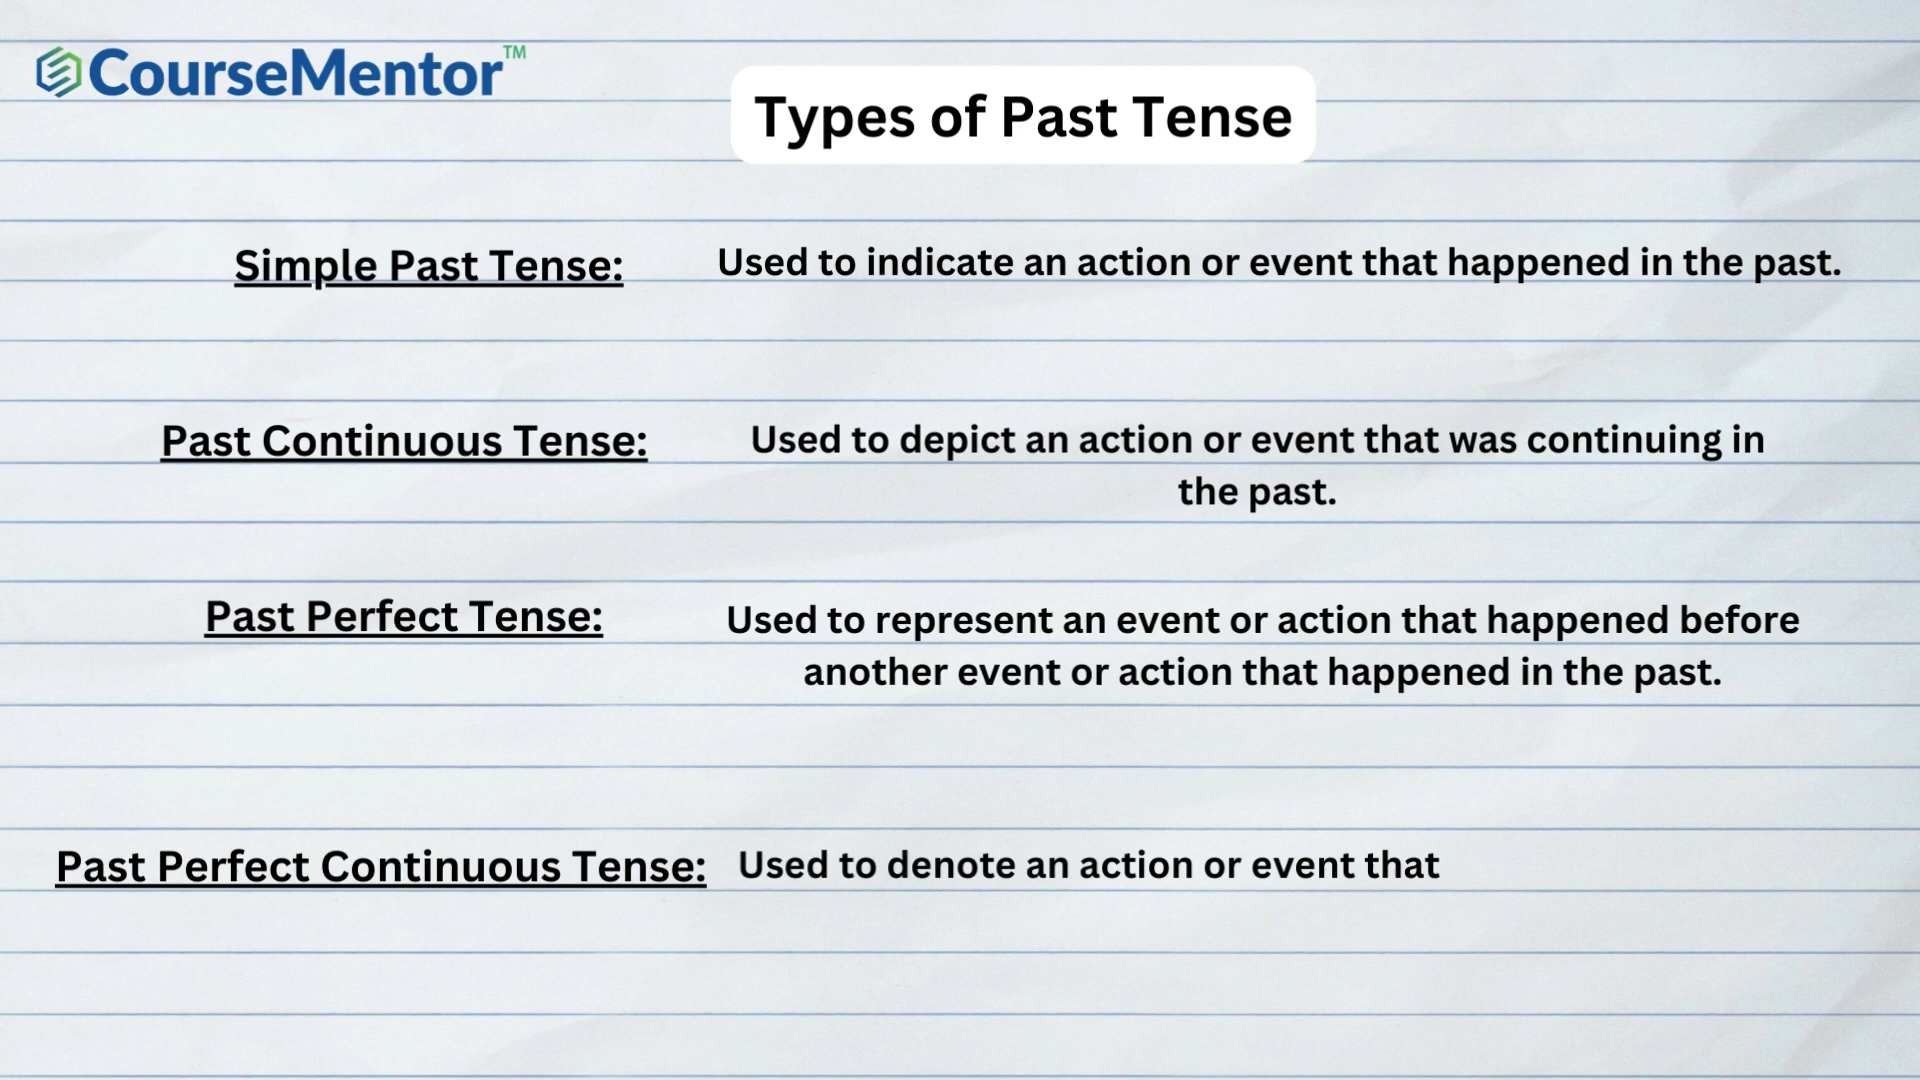 CourseMentor™
Types of Past Tense
Simple Past Tense: Used to indicate an action or event that happened in the past.
Past Continuous Tense: Used to depict an action or event that was continuing in
the past.
Past Perfect Tense: Used to represent an event or action that happened before
another event or action that happened in the past.
Past Perfect Continuous Tense: Used to denote an action or event that